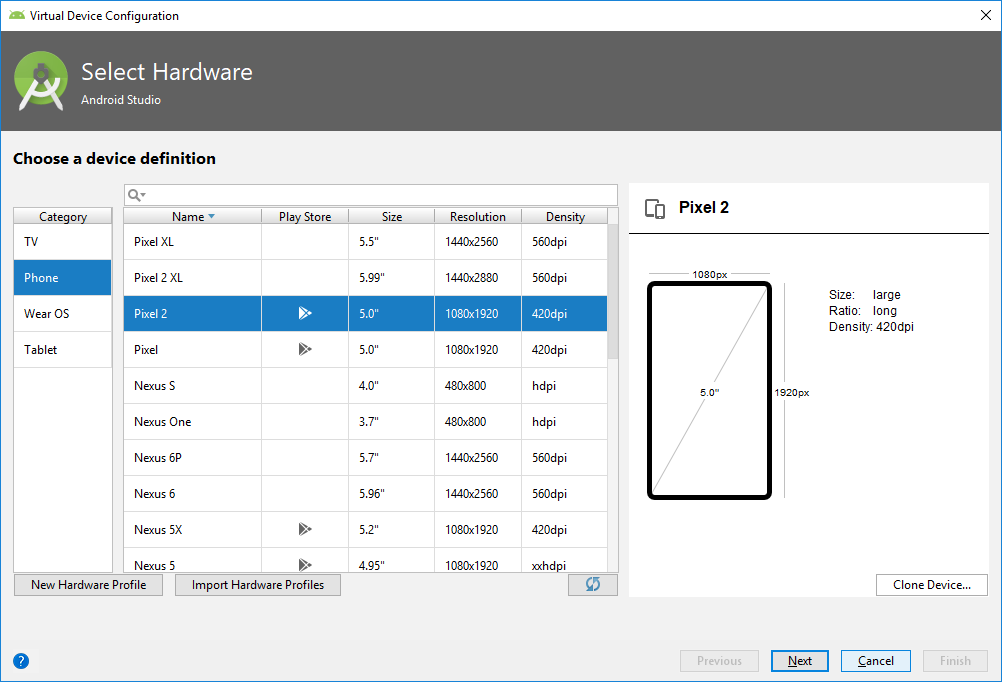 Virtual Device Configuration
Select Hardware
Android Studio
Choose a device definition
Category
TV
Phone
Wear OS
Tablet
Name Play Store Size Resolution Density
Pixel XL 5.5" 1440x2560 560dpi
Pixel 2 XL 5.99" 1440x2880 560dpi
Pixel 2 5.0" 1080x1920 420dpi
Pixel 5.0" 1080x1920 420dpi
Nexus S 4.0" 480x800 hdpi
Nexus One 3.7" 480x800 hdpi
Nexus 6P 5.7" 1440x2560 560dpi
Nexus 6 5.96" 1440x2560 560dpi
Nexus 5X 5.2" 1080x1920 420dpi
Nexus 5 4.95" 1080x1920 xxhdpi
New Hardware Profile
Import Hardware Profiles
Pixel 2
1080px
5.0"
1920px
Size: large
Ratio: long
Density: 420dpi
Clone Device...
?
Previous
Next
Cancel
Finish